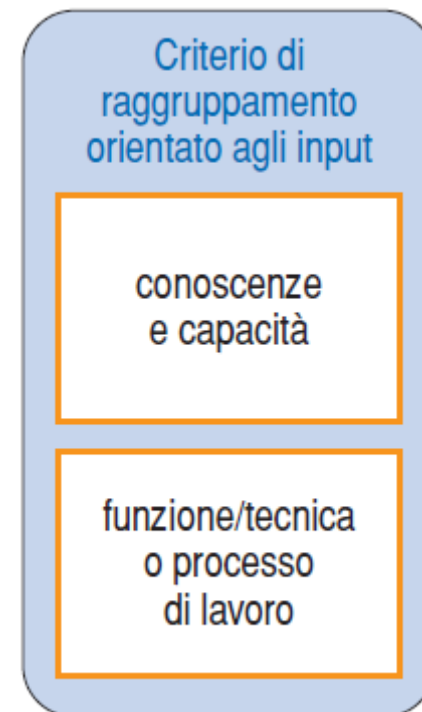 Criterio di
raggruppamento
orientato agli input
conoscenze
e capacità
funzione/tecnica
o processo
di lavoro